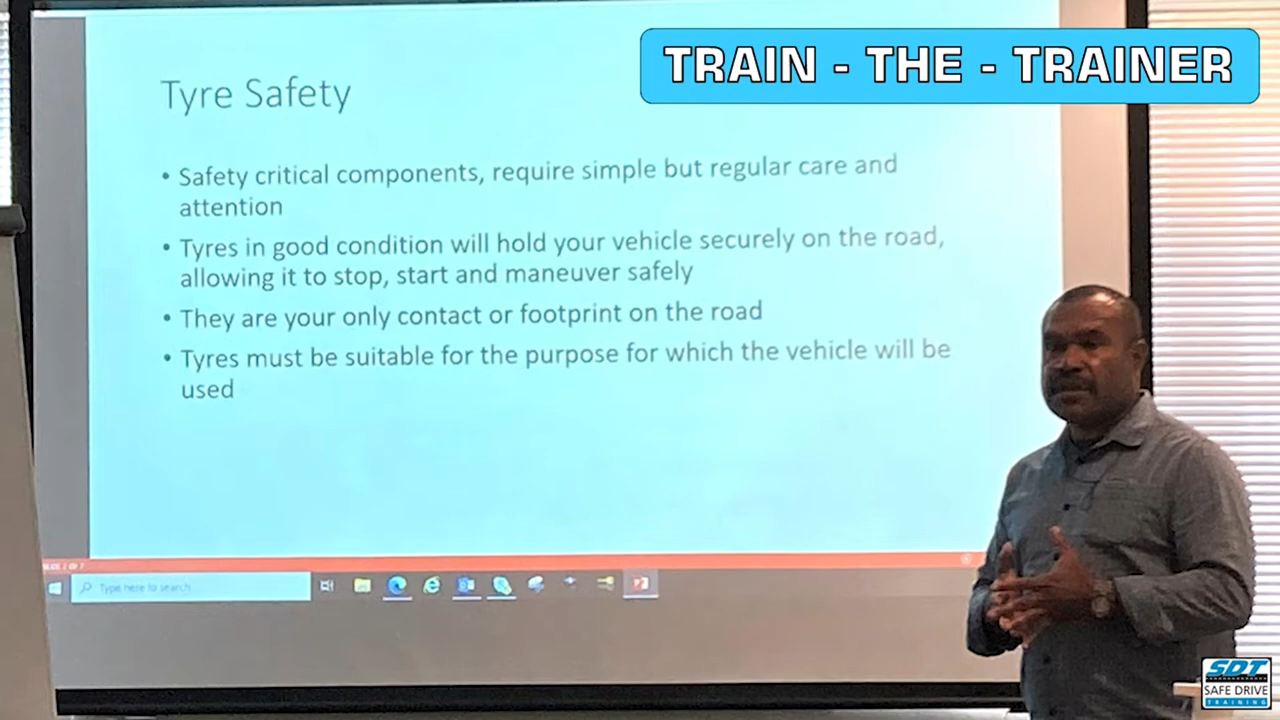 TRAIN - THE - TRAINER
Tyre Safety
• Safety critical components, require simple but regular care and
attention
• Tyres in good condition will hold your vehicle securely on the road,
allowing it to stop, start and maneuver safely
• They are your only contact or footprint on the road
• Tyres must be suitable for the purpose for which the vehicle will be
used
Type here to search
SDT
SAFE DRIVE
TRAINING